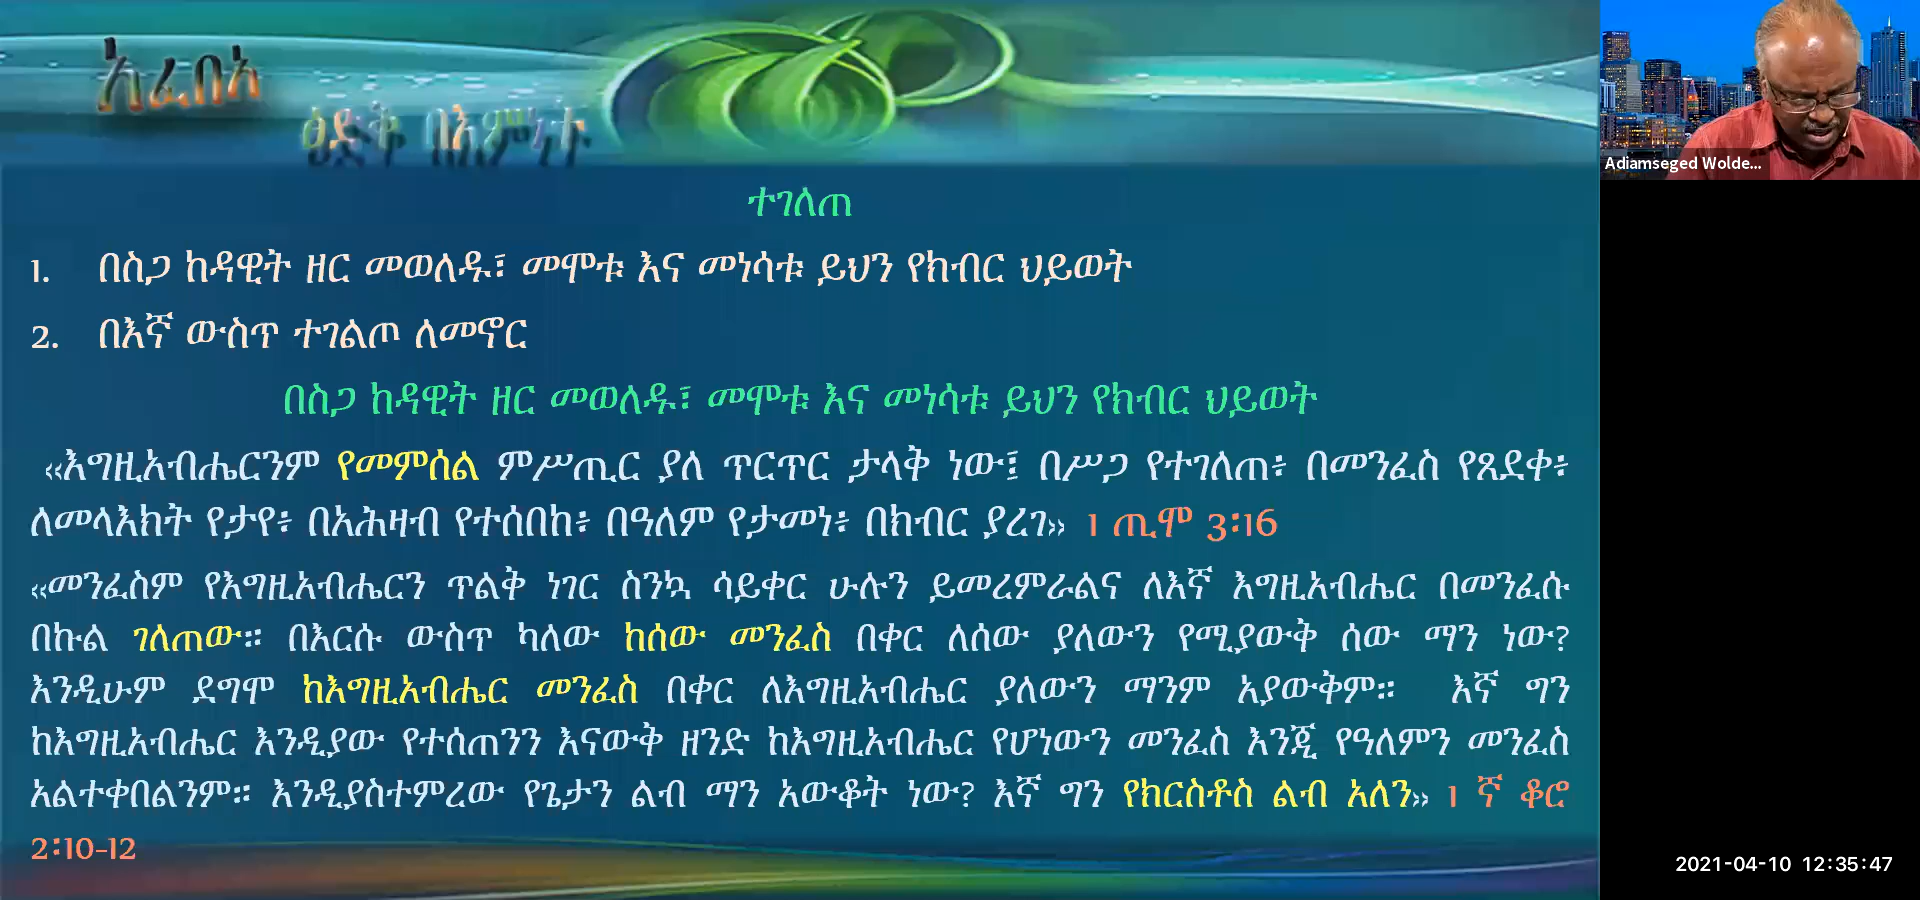 አፈበአ
ፅድቅ በእምነት
Adiamseged Wolde...
ተገለጠ
1. በስጋ ከዳዊት ዘር መወለዱ፣ መሞቱ እና መነሳቱ ይህን የክብር ህይወት
2. በእኛ ውስጥ ተገልጦ ለመኖር
በስጋ ከዳዊት ዘር መወለዱ፣ መሞቱ እና መነሳቱ ይህን የክብር ህይወት
‹‹እግዚአብሔርንም የመምሰል ምሥጢር ያለ ጥርጥር ታላቅ ነው፤ በሥጋ የተገለጠ፥ በመንፈስ የጸደቀ፥
ለመላእክት የታየ፥ በአሕዛብ የተሰበከ፥ በዓለም የታመነ፥ በክብር ያረገ›› 1 ጢሞ 3፡16
‹‹መንፈስም የእግዚአብሔርን ጥልቅ ነገር ስንኳ ሳይቀር ሁሉን ይመረምራልና ለእኛ እግዚአብሔር በመንፈሱ
በኩል ገለጠው። በእርሱ ውስጥ ካለው ከሰው መንፈስ በቀር ለሰው ያለውን የሚያውቅ ሰው ማን ነው?
እንዲሁም ደግሞ ከእግዚአብሔር መንፈስ በቀር ለእግዚአብሔር ያለውን ማንም አያውቅም። እኛ ግን
ከእግዚአብሔር እንዲያው የተሰጠንን እናውቅ ዘንድ ከእግዚአብሔር የሆነውን መንፈስ እንጂ የዓለምን መንፈስ
አልተቀበልንም። እንዲያስተምረው የጌታን ልብ ማን አውቆት ነው? እኛ ግን የክርስቶስ ልብ አለን›› 1 ኛ ቆሮ
2፡10-12
2021-04-10 12:35:47